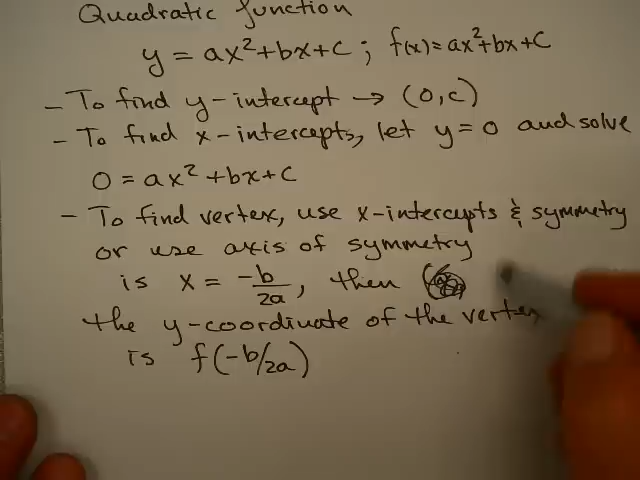 Quadratic function
y = ax²+bx+c ; f(x)=ax²+bx+c
- To find y-intercept → (0,c)
- To find x-intercepts, let y=0 and solve
0 = ax² +bx+c
- To find vertex, use x-intercepts & symmetry
or use axis of symmetry
is x = -b/2a, then (
the y-coordinate of the vertex
is f(-b/2a)